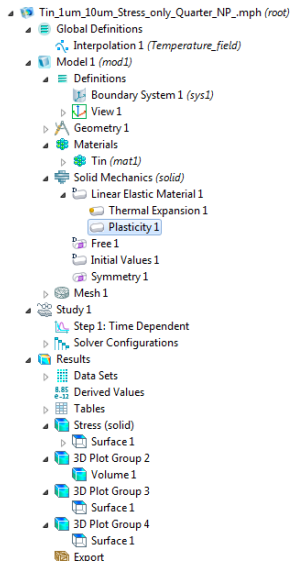 Tin_1um_10um_Stress_only_Quarter_NP_.mph (root)
Global Definitions
Interpolation 1 (Temperature_field)
Model 1 (mod1)
Definitions
Boundary System 1 (sys1)
View 1
Geometry 1
Materials
Tin (mat1)
Solid Mechanics (solid)
Linear Elastic Material 1
Thermal Expansion 1
Plasticity 1
Free 1
Initial Values 1
Symmetry 1
Mesh 1
Study 1
Step 1: Time Dependent
Solver Configurations
Results
Data Sets
8.85 e-12 Derived Values
Tables
Stress (solid)
Surface 1
3D Plot Group 2
Volume 1
3D Plot Group 3
Surface 1
3D Plot Group 4
Surface 1
Export